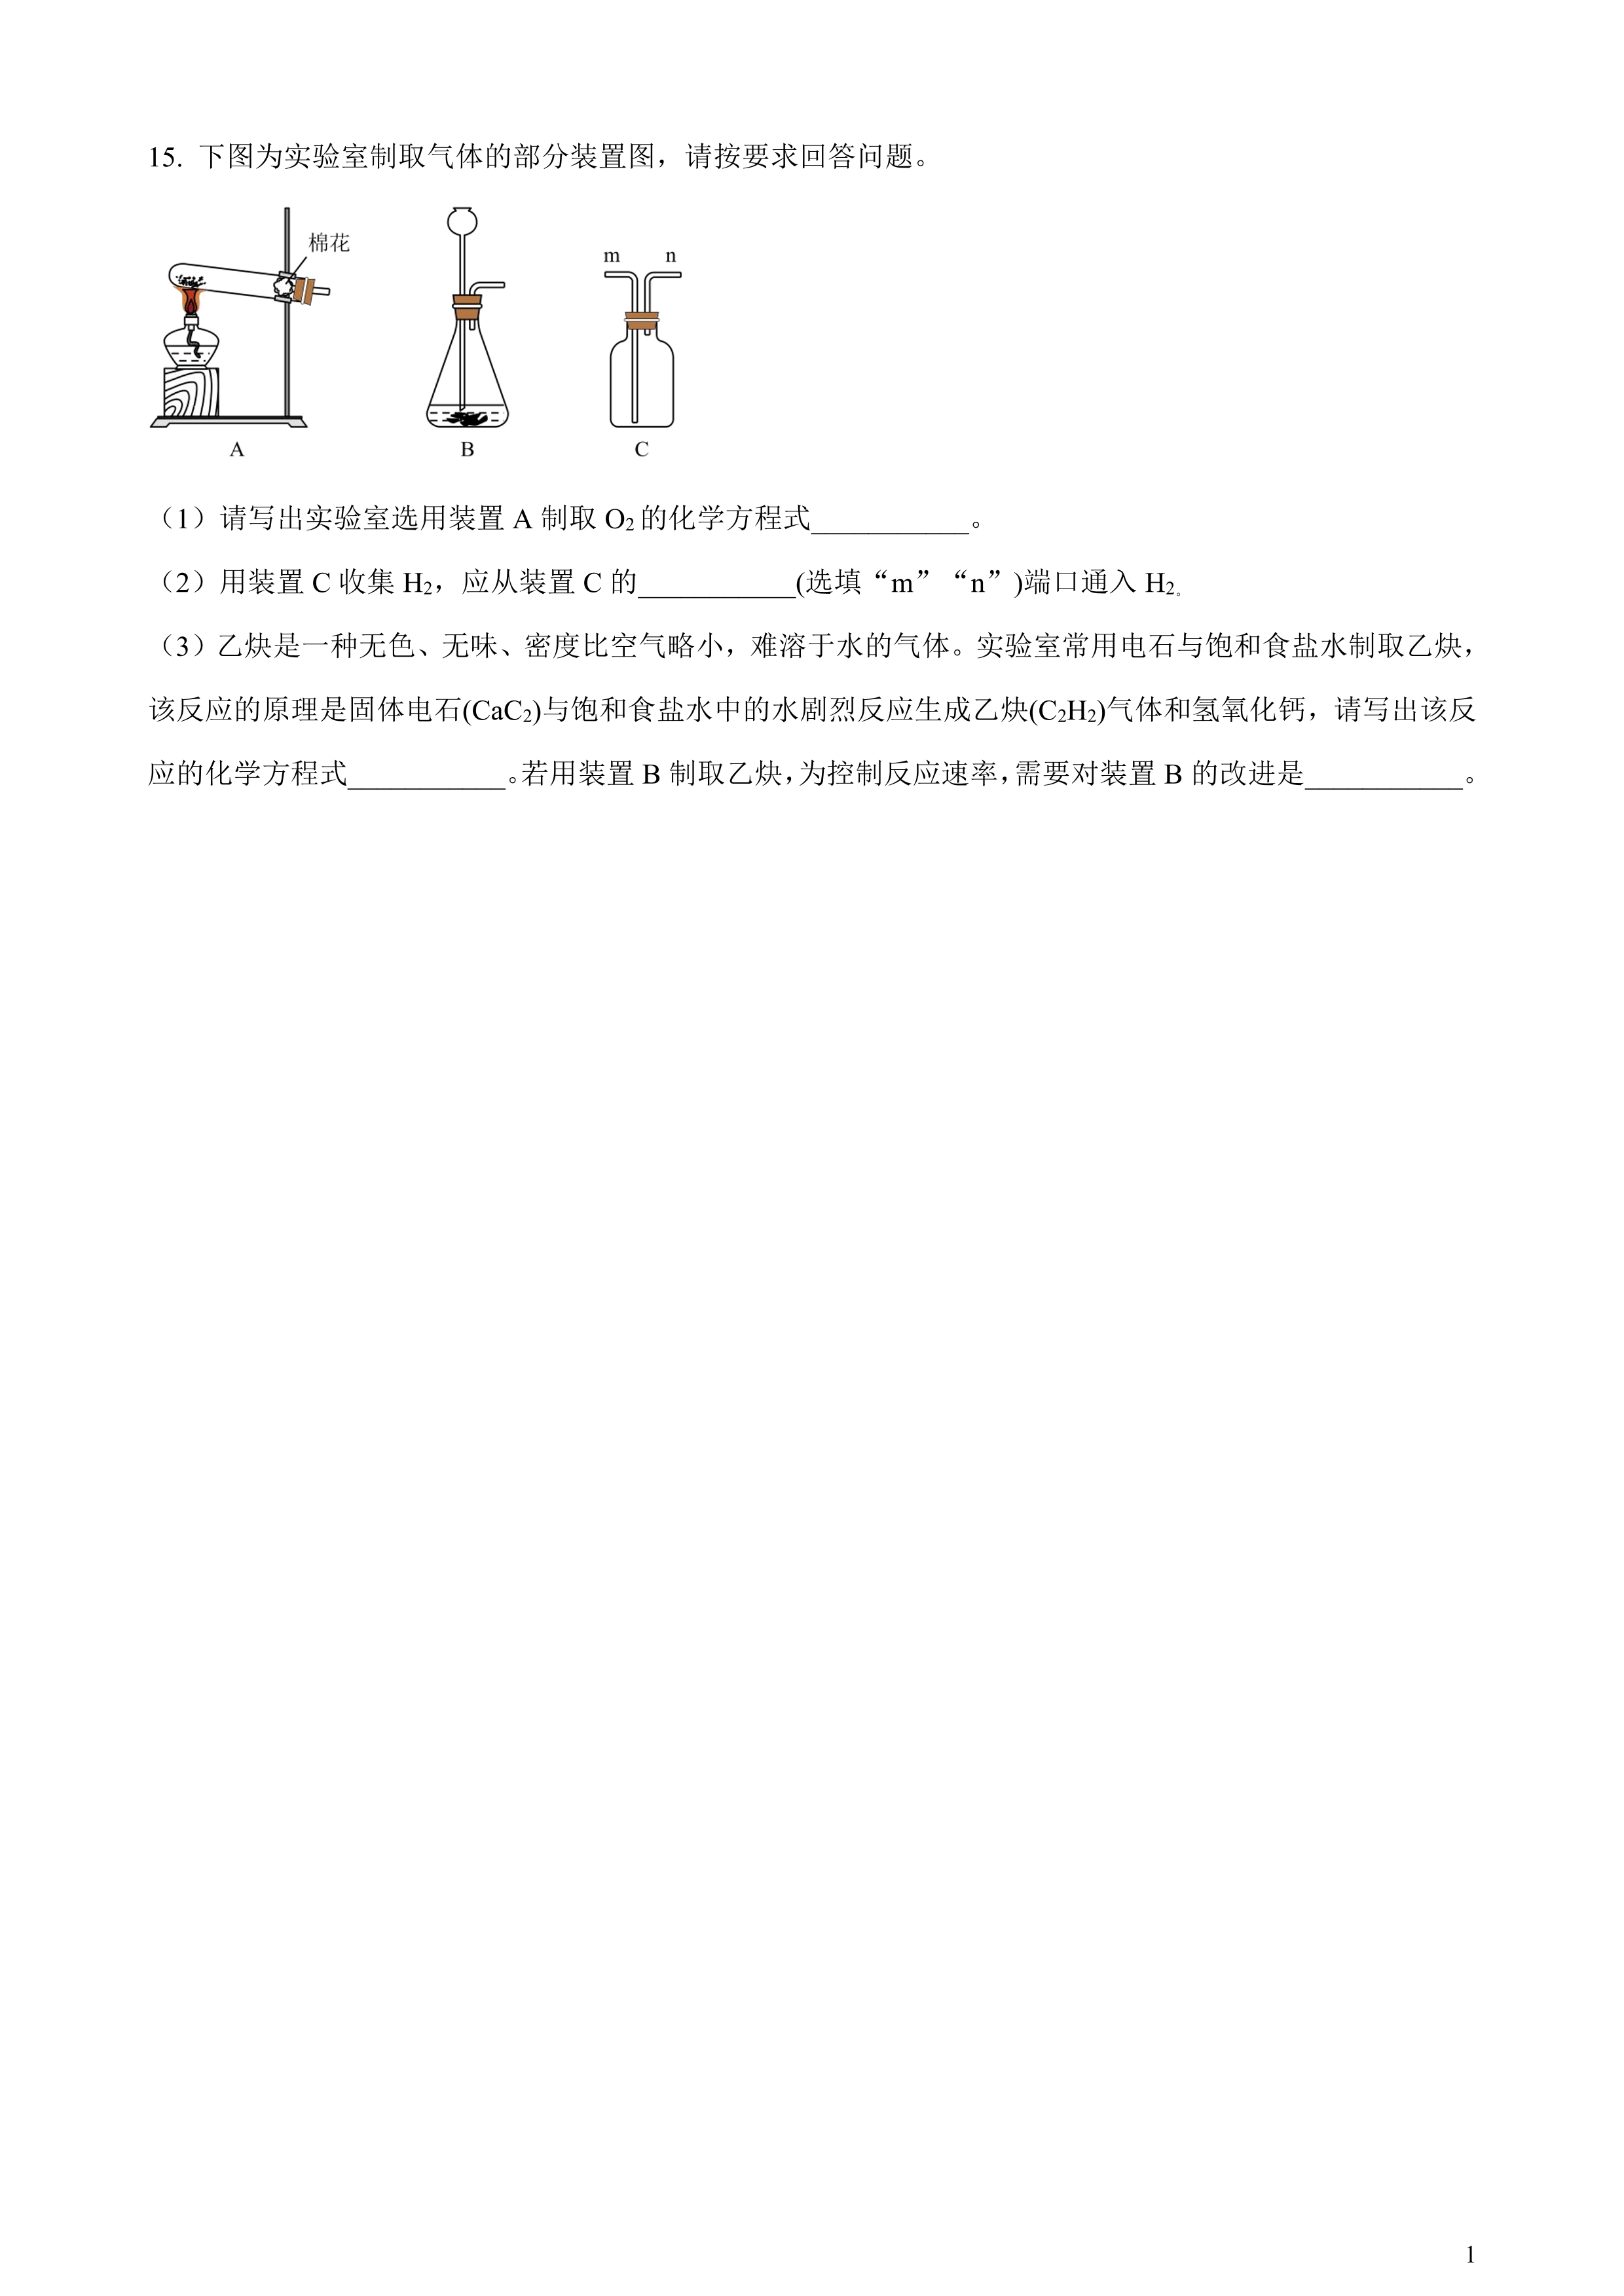 15. 下图为实验室制取气体的部分装置图，请按要求回答问题。
棉花
m n
A B C
（1）请写出实验室选用装置 A 制取 O₂的化学方程式___________。
（2）用装置 C 收集 H₂，应从装置 C 的___________(选填“m”“n”)端口通入 H₂。
（3）乙炔是一种无色、无味、密度比空气略小，难溶于水的气体。实验室常用电石与饱和食盐水制取乙炔，
该反应的原理是固体电石(CaC₂)与饱和食盐水中的水剧烈反应生成乙炔(C₂H₂)气体和氢氧化钙，请写出该反
应的化学方程式___________。若用装置 B 制取乙炔，为控制反应速率，需要对装置 B 的改进是___________。
1